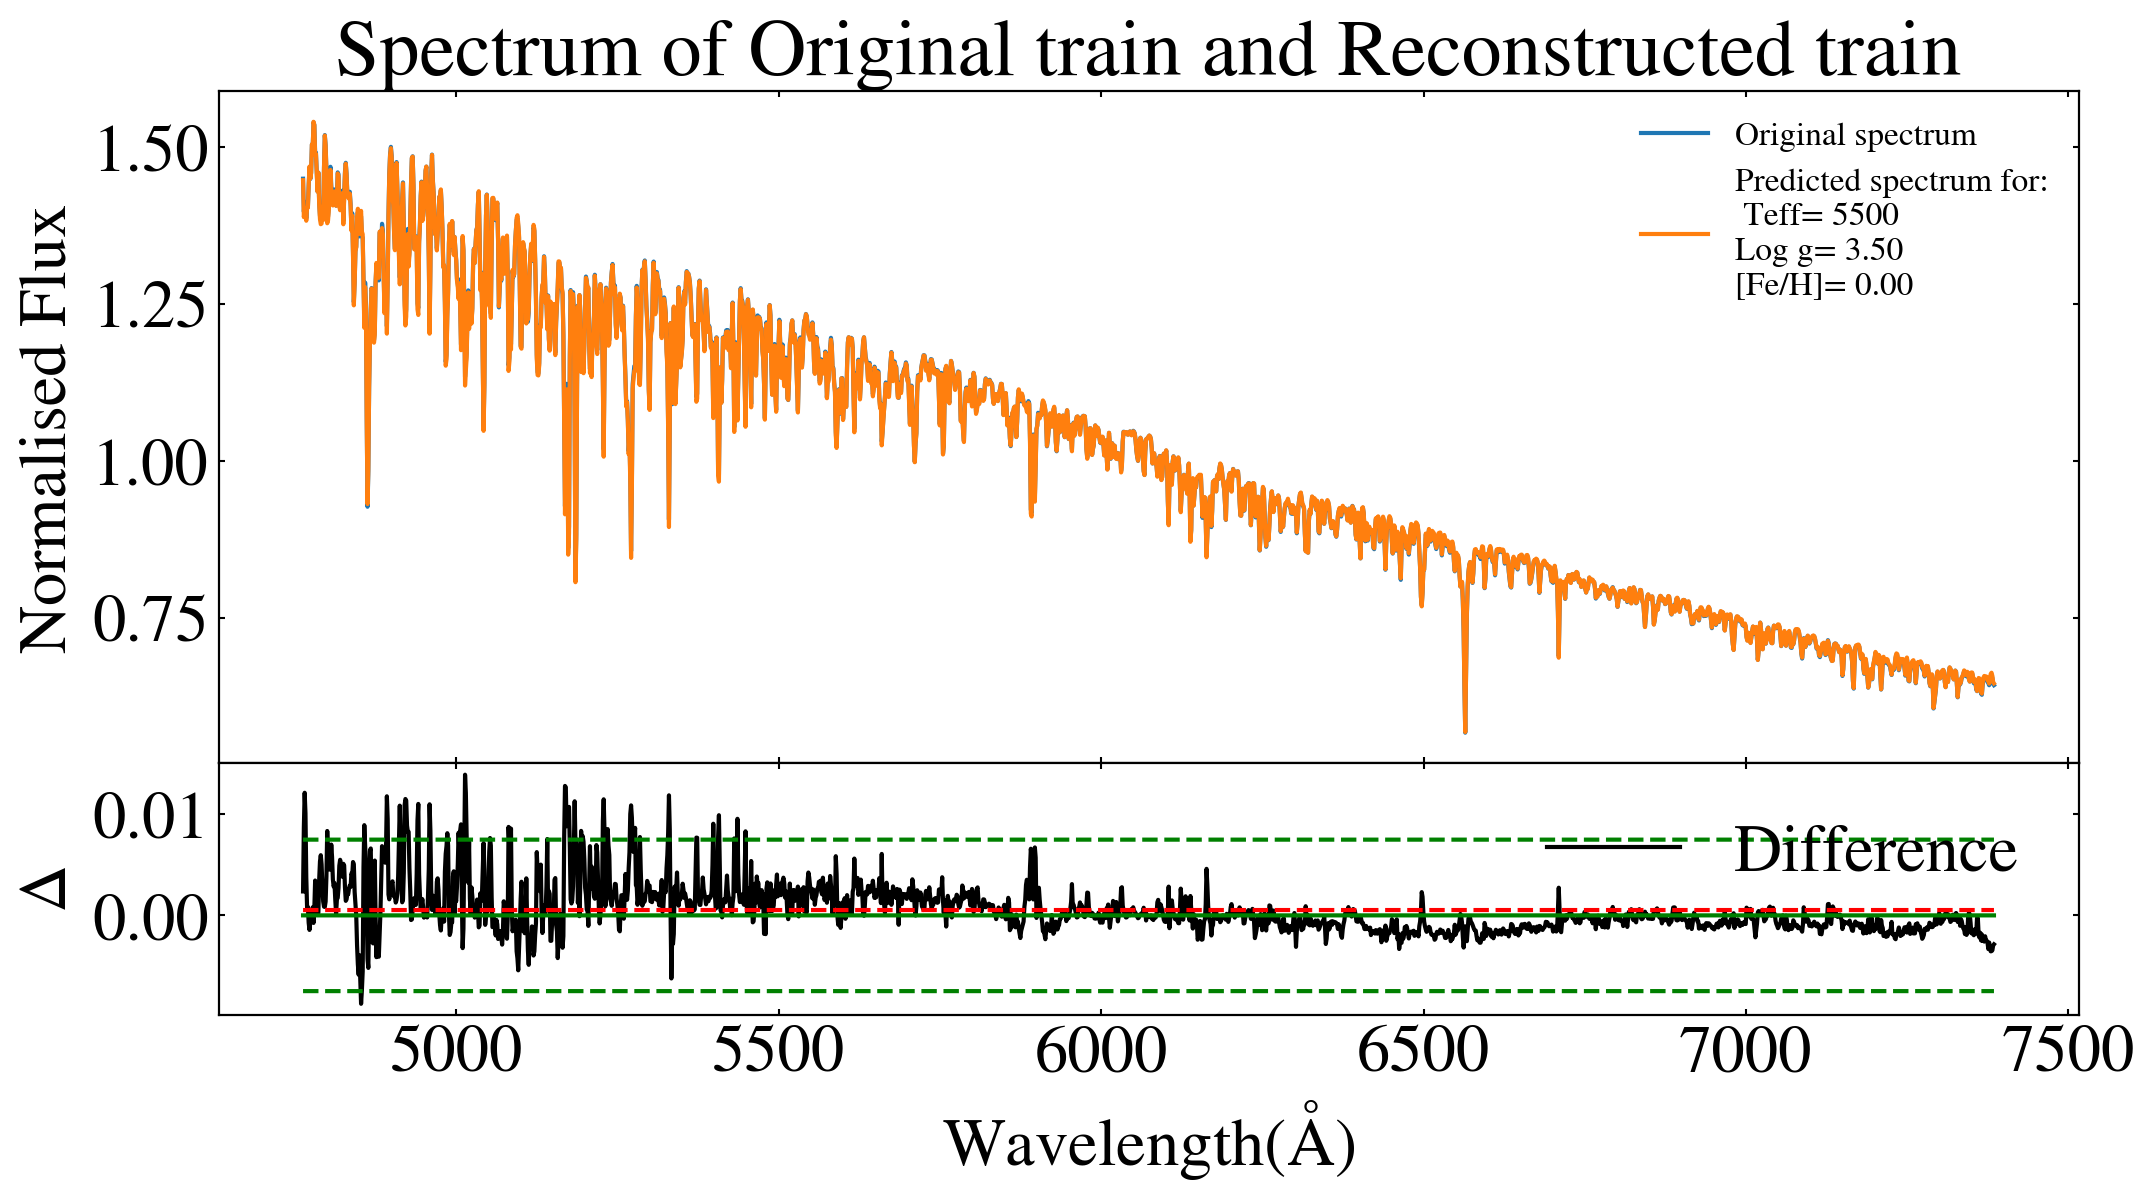 Spectrum of Original train and Reconstructed train
1.50
1.25
1.00
0.75
Normalised Flux
Original spectrum
Predicted spectrum for:
Teff= 5500
Log g= 3.50
[Fe/H]= 0.00
0.01
0.00
Δ
Difference
5000 5500 6000 6500 7000 7500
Wavelength(Å)